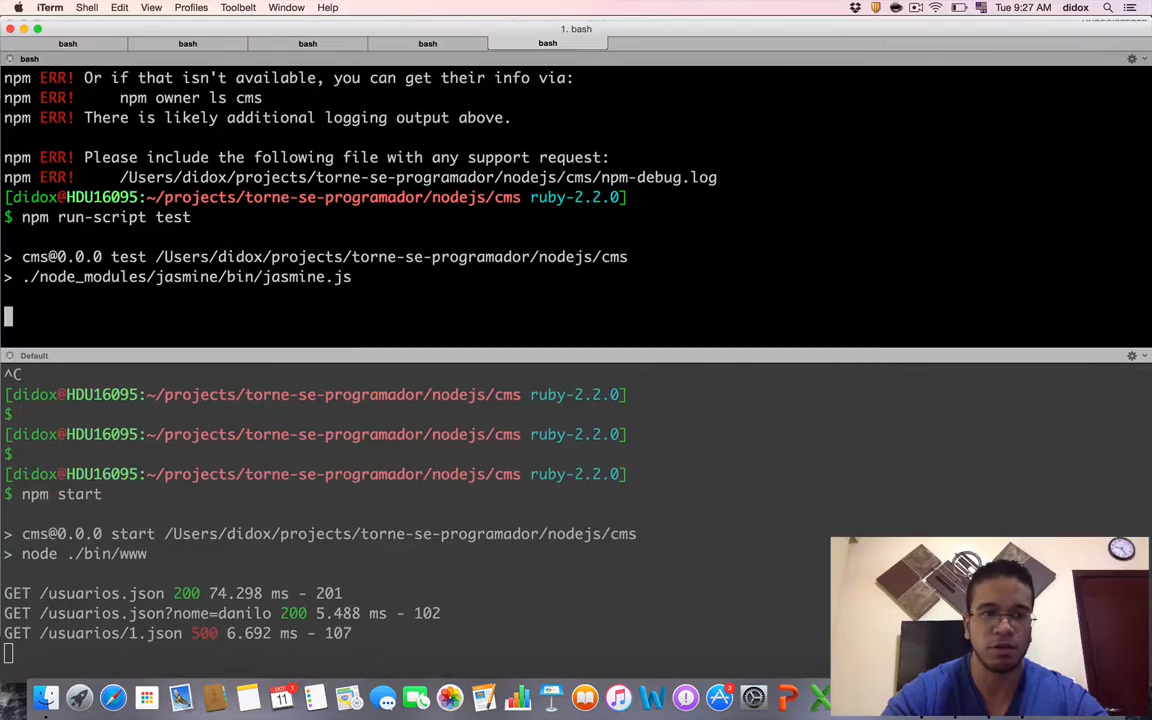 iTerm Shell Edit View Profiles Toolbelt Window Help Tue 9:27 AM didox
1. bash
bash bash bash bash bash
bash
npm ERR! Or if that isn't available, you can get their info via:
npm ERR!     npm owner ls cms
npm ERR! There is likely additional logging output above.
npm ERR! Please include the following file with any support request:
npm ERR!     /Users/didox/projects/torne-se-programador/nodejs/cms/npm-debug.log
[didox@HDU16095:~/projects/torne-se-programador/nodejs/cms ruby-2.2.0]
$ npm run-script test
> cms@0.0.0 test /Users/didox/projects/torne-se-programador/nodejs/cms
> ./node_modules/jasmine/bin/jasmine.js
Default
^C
[didox@HDU16095:~/projects/torne-se-programador/nodejs/cms ruby-2.2.0]
$
[didox@HDU16095:~/projects/torne-se-programador/nodejs/cms ruby-2.2.0]
$
[didox@HDU16095:~/projects/torne-se-programador/nodejs/cms ruby-2.2.0]
$ npm start
> cms@0.0.0 start /Users/didox/projects/torne-se-programador/nodejs/cms
> node ./bin/www
GET /usuarios.json 200 74.298 ms - 201
GET /usuarios.json?nome=danilo 200 5.488 ms - 102
GET /usuarios/1.json 500 6.692 ms - 107